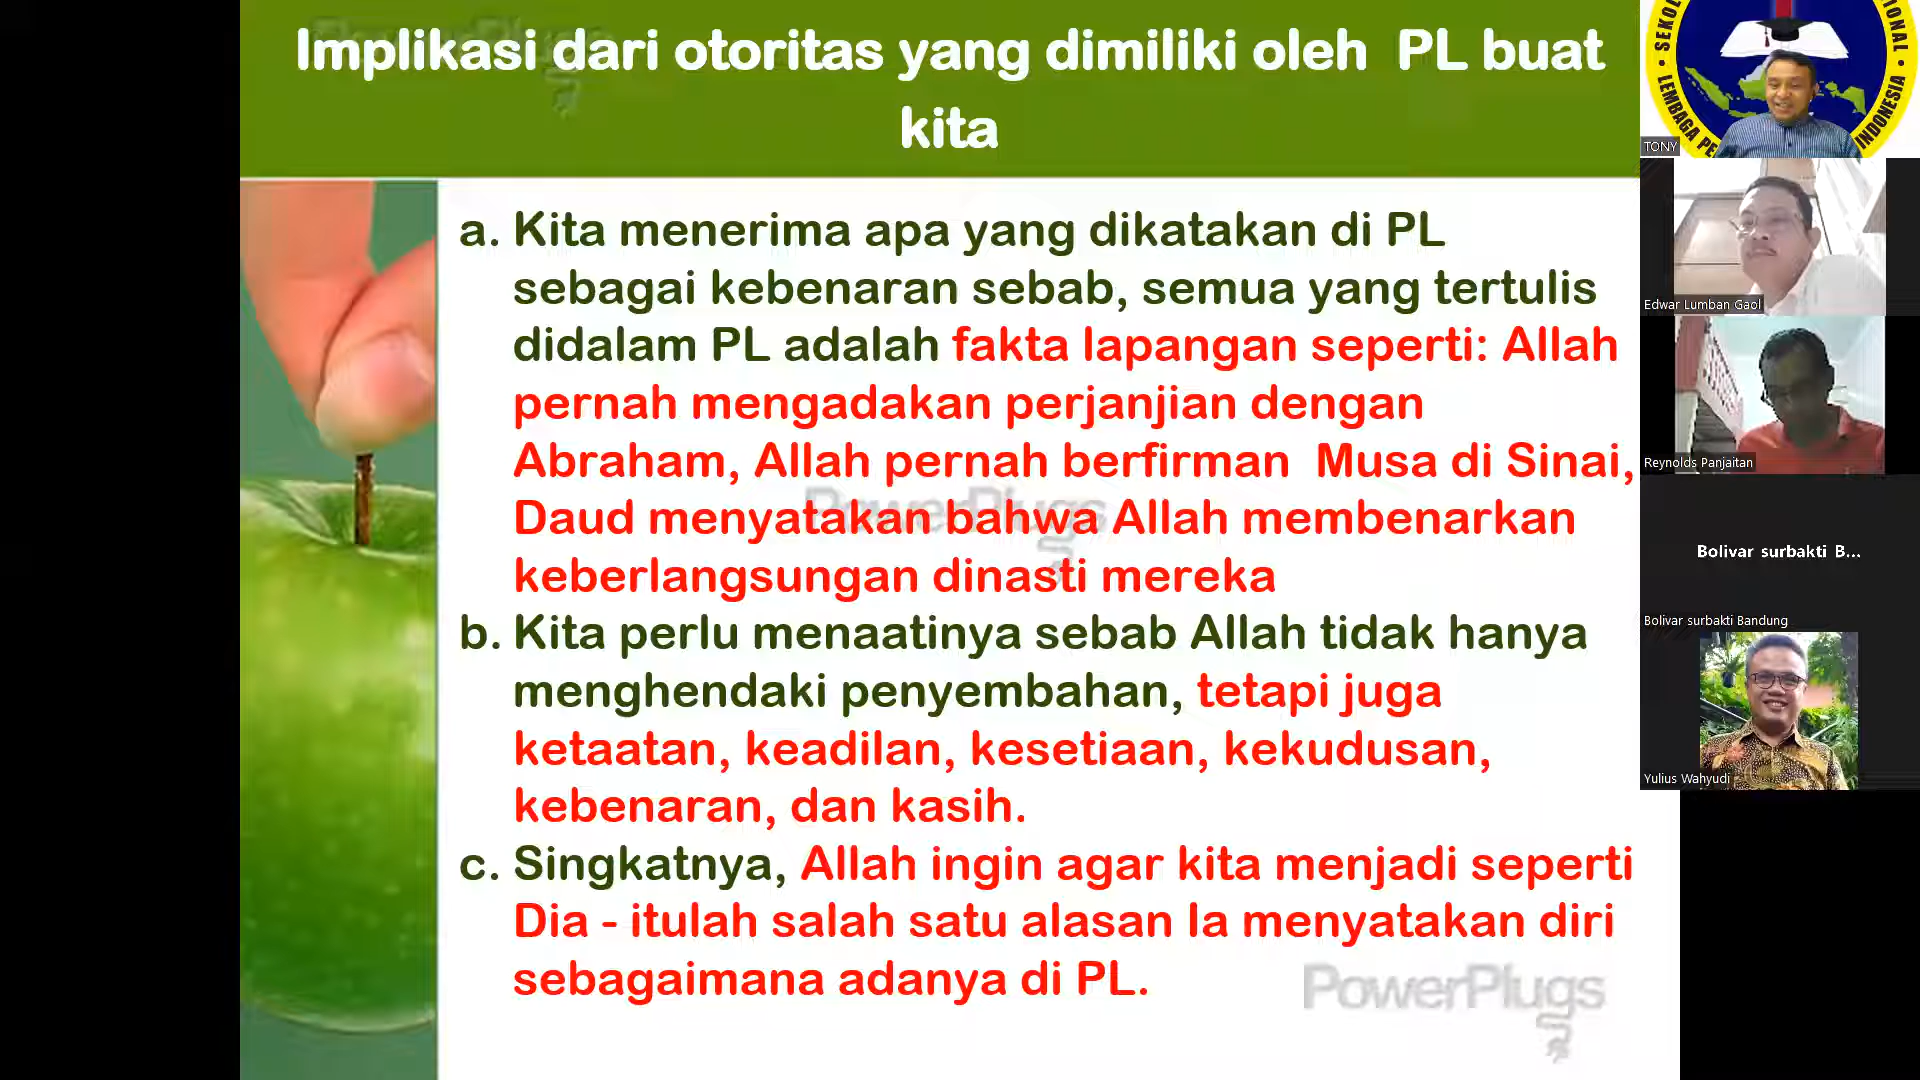 Implikasi dari otoritas yang dimiliki oleh PL buat
kita
a. Kita menerima apa yang dikatakan di PL
sebagai kebenaran sebab, semua yang tertulis
didalam PL adalah fakta lapangan seperti: Allah
pernah mengadakan perjanjian dengan
Abraham, Allah pernah berfirman Musa di Sinai,
Daud menyatakan bahwa Allah membenarkan
keberlangsungan dinasti mereka
b. Kita perlu menaatinya sebab Allah tidak hanya
menghendaki penyembahan, tetapi juga
ketaatan, keadilan, kesetiaan, kekudusan,
kebenaran, dan kasih.
c. Singkatnya, Allah ingin agar kita menjadi seperti
Dia - itulah salah satu alasan Ia menyatakan diri
sebagaimana adanya di PL.
PowerPlugs
PowerPlugs
PowerPlugs
LEMBAGA PE
INDONESIA
TONY
Edwar Lumban Gaol
Reynolds Panjaitan
Bolivar surbakti B...
Bolivar surbakti Bandung
Yulius Wahyudi